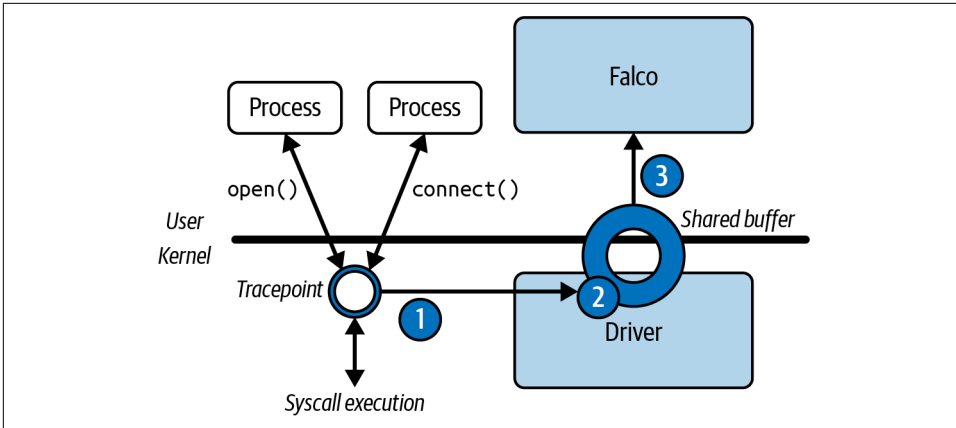 Falco
Process
Process
3
open()
connect()
User
Shared buffer
Kernel
Tracepoint
1
2
Driver
Syscall execution